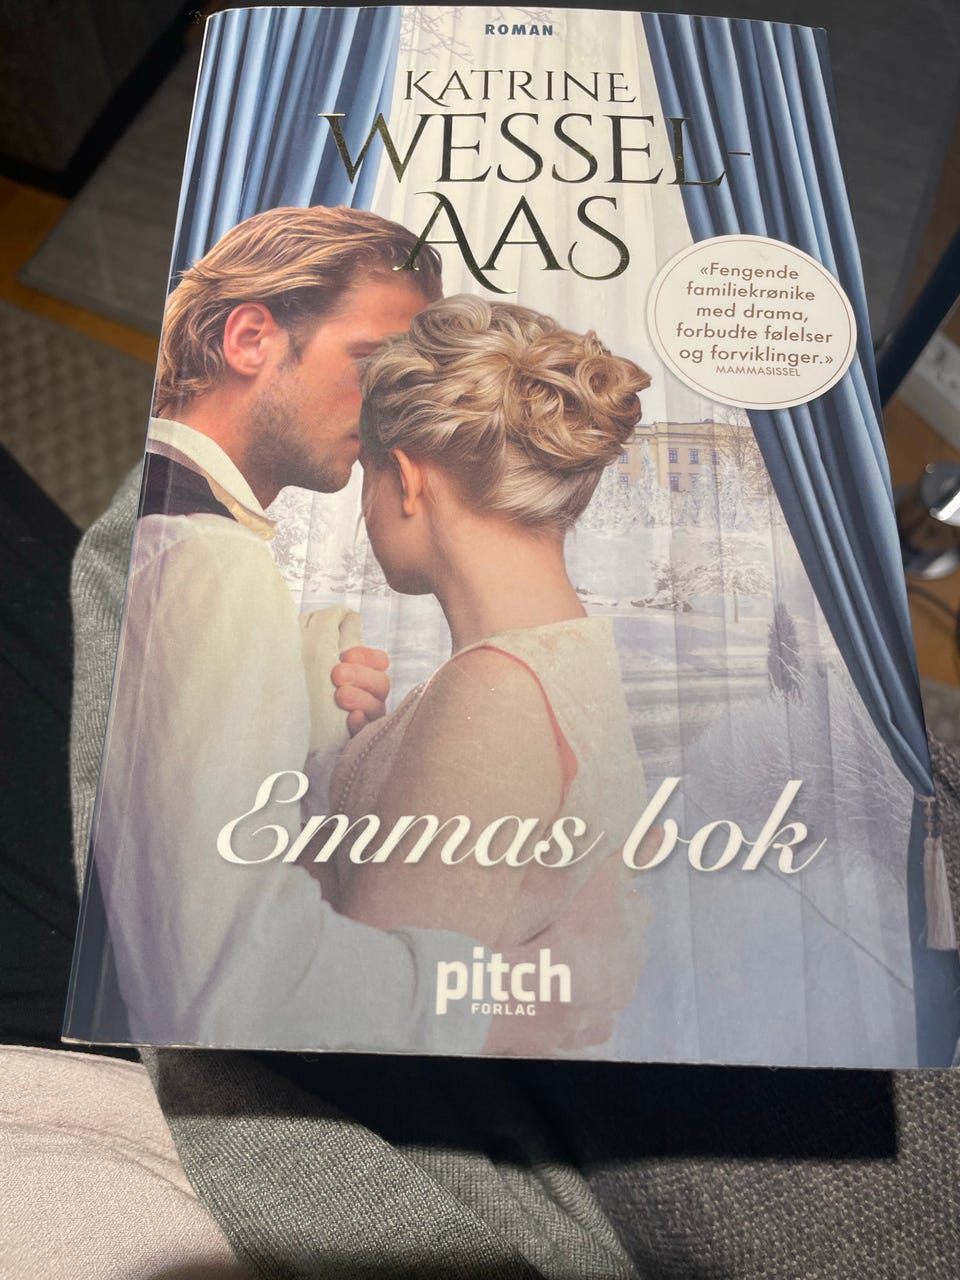 ROMAN
KATRINE
WESSEL-
AAS
«Fengende
familiekrønike
med drama,
forbudte følelser
og forviklinger.»
MAMMASISSEL
Emmas bok
pitch
FORLAG